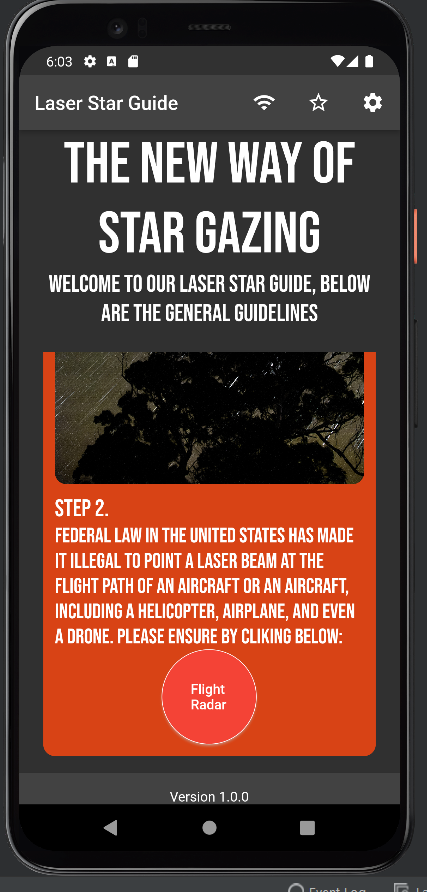 6:03
Laser Star Guide
THE NEW WAY OF
STAR GAZING
WELCOME TO OUR LASER STAR GUIDE, BELOW
ARE THE GENERAL GUIDELINES
STEP 2.
FEDERAL LAW IN THE UNITED STATES HAS MADE
IT ILLEGAL TO POINT A LASER BEAM AT THE
FLIGHT PATH OF AN AIRCRAFT OR AN AIRCRAFT,
INCLUDING A HELICOPTER, AIRPLANE, AND EVEN
A DRONE. PLEASE ENSURE BY CLIKING BELOW:
Flight
Radar
Version 1.0.0
Event Log